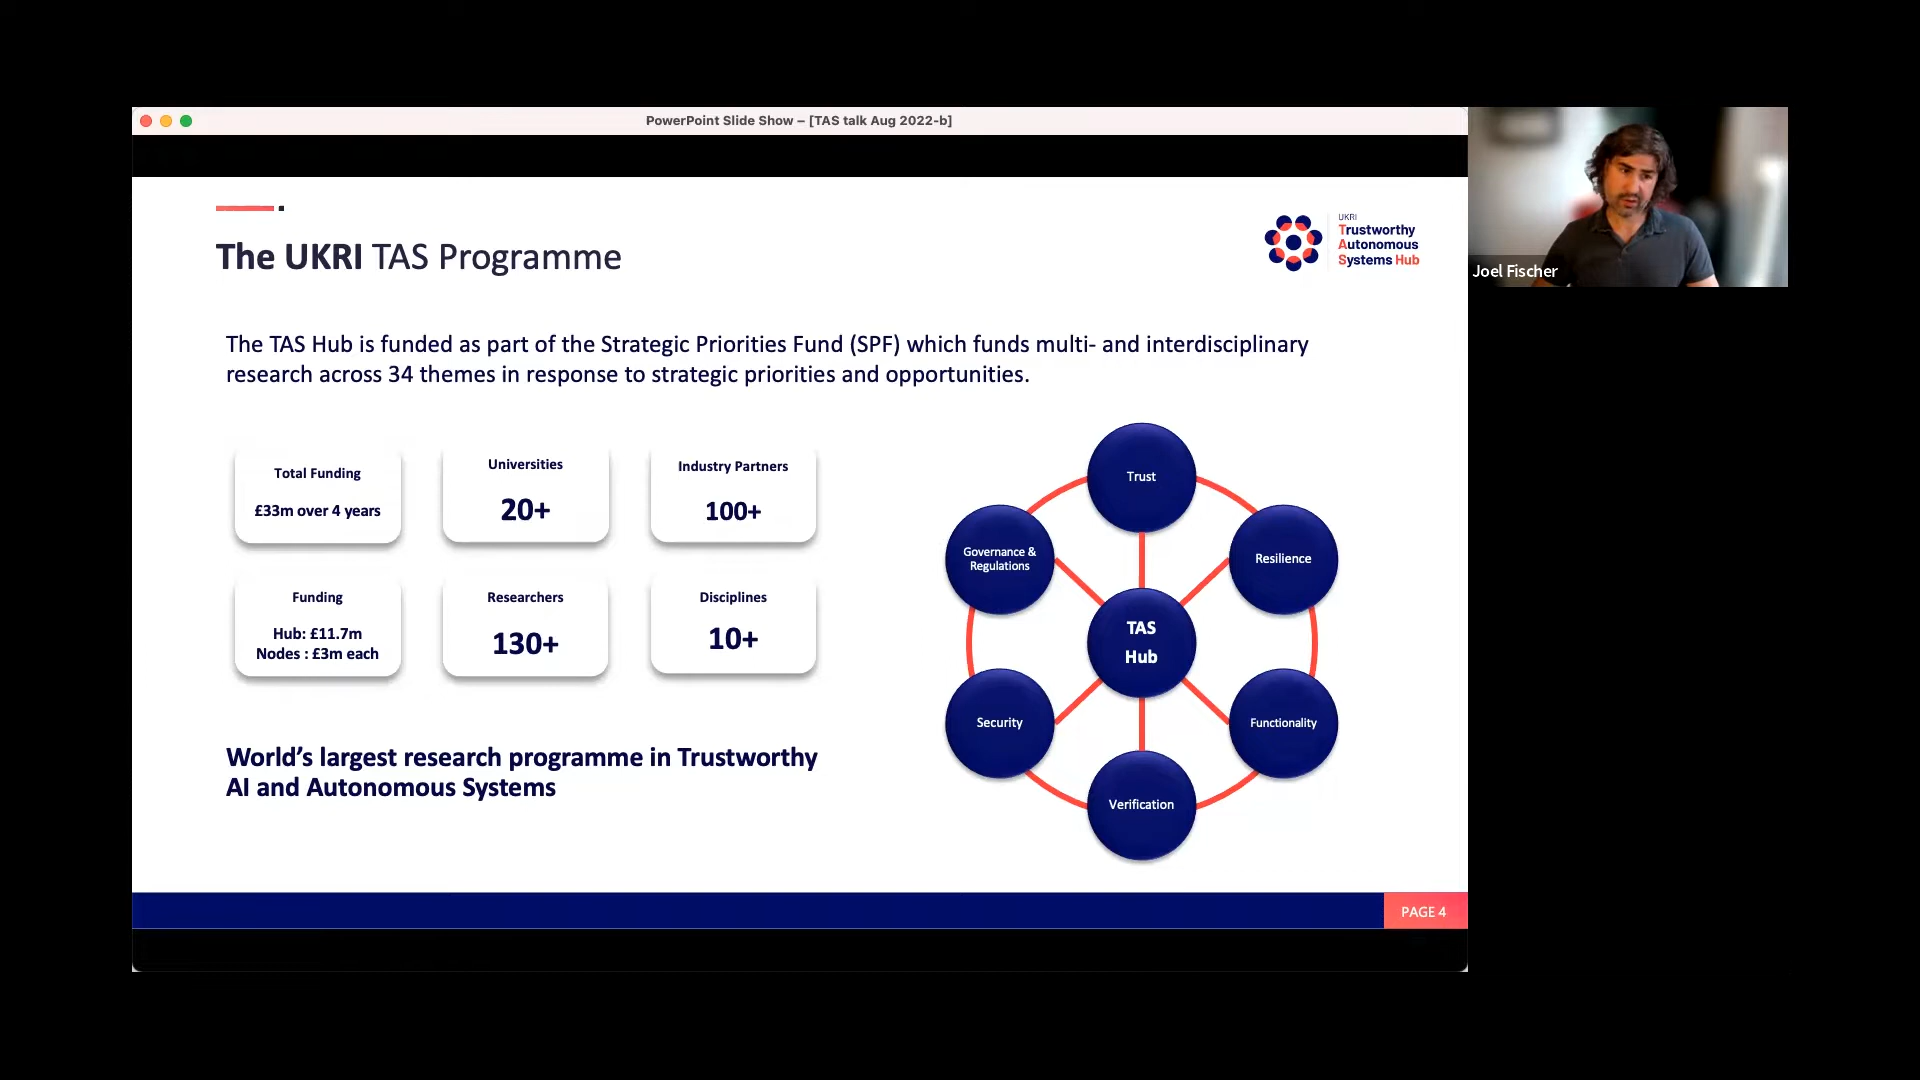 PowerPoint Slide Show – [TAS talk Aug 2022-b]
The UKRI TAS Programme
UKRI
Trustworthy
Autonomous
Systems Hub
Joel Fischer
The TAS Hub is funded as part of the Strategic Priorities Fund (SPF) which funds multi- and interdisciplinary
research across 34 themes in response to strategic priorities and opportunities.
Total Funding
£33m over 4 years
Universities
20+
Industry Partners
100+
Funding
Hub: £11.7m
Nodes : £3m each
Researchers
130+
Disciplines
10+
World’s largest research programme in Trustworthy
AI and Autonomous Systems
Trust
Governance &
Regulations
Resilience
TAS
Hub
Security
Functionality
Verification
PAGE 4